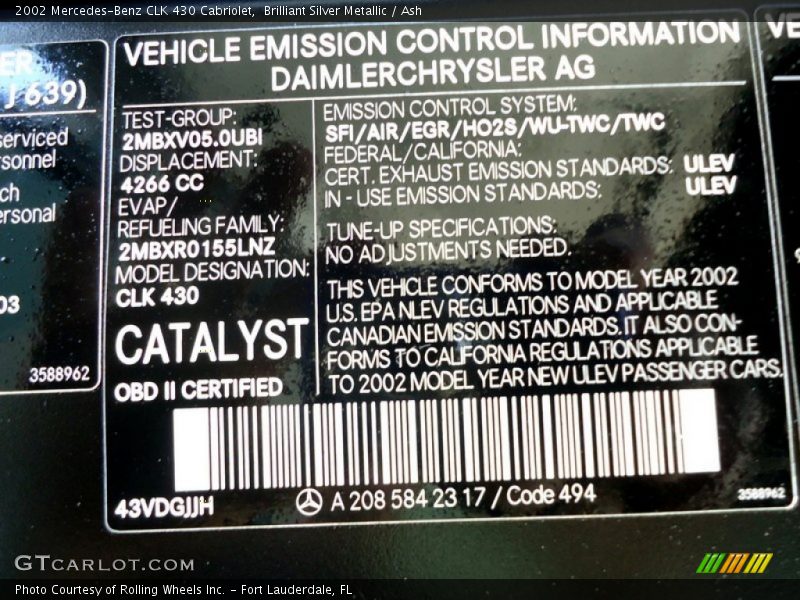 2002 Mercedes-Benz CLK 430 Cabriolet, Brilliant Silver Metallic / Ash
ER
J 639)
serviced
rsonnel
ch
ersonal
03
3588962
VEHICLE EMISSION CONTROL INFORMATION
DAIMLERCHRYSLER AG
TEST-GROUP:
2MBXV05.0UBI
DISPLACEMENT:
4266 CC
EVAP/
REFUELING FAMILY:
2MBXR0155LNZ
MODEL DESIGNATION:
CLK 430
CATALYST
OBD II CERTIFIED
EMISSION CONTROL SYSTEM:
SFI/AIR/EGR/HO2S/WU-TWC/TWC
FEDERAL/CALIFORNIA:
CERT. EXHAUST EMISSION STANDARDS: ULEV
IN - USE EMISSION STANDARDS: ULEV
TUNE-UP SPECIFICATIONS:
NO ADJUSTMENTS NEEDED.
THIS VEHICLE CONFORMS TO MODEL YEAR 2002
U.S. EPA NLEV REGULATIONS AND APPLICABLE
CANADIAN EMISSION STANDARDS. IT ALSO CON-
FORMS TO CALIFORNIA REGULATIONS APPLICABLE
TO 2002 MODEL YEAR NEW ULEV PASSENGER CARS.
43VDGJJH
A 208 584 23 17 / Code 494
3588962
VE
GTcarlot.com
Photo Courtesy of Rolling Wheels Inc. - Fort Lauderdale, FL